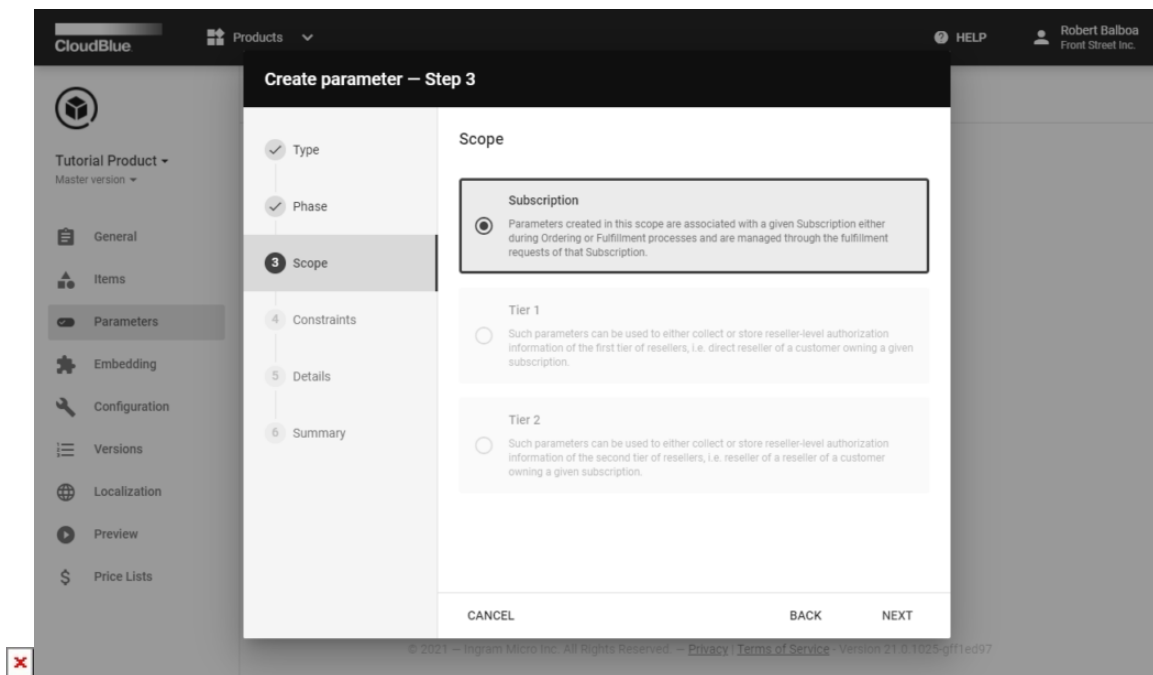 CloudBlue
Products
HELP
Robert Balboa
Front Street Inc.
Create parameter — Step 3
Tutorial Product
Master version
General
Items
Parameters
Embedding
Configuration
Versions
Localization
Preview
Price Lists
Type
Phase
3 Scope
4 Constraints
5 Details
6 Summary
Scope
Subscription
Parameters created in this scope are associated with a given Subscription either
during Ordering or Fulfillment processes and are managed through the fulfillment
requests of that Subscription.
Tier 1
Such parameters can be used to either collect or store reseller-level authorization
information of the first tier of resellers, i.e. direct reseller of a customer owning a given
subscription.
Tier 2
Such parameters can be used to either collect or store reseller-level authorization
information of the second tier of resellers, i.e. reseller of a reseller of a customer
owning a given subscription.
CANCEL
BACK
NEXT
© 2021 — Ingram Micro Inc. All Rights Reserved. — Privacy | Terms of Service - Version 21.0.1025-gff1ed97